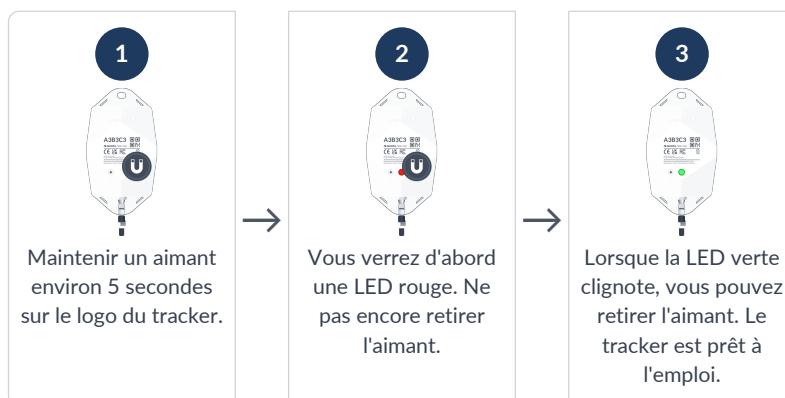 1
A3B3C3
Maintenir un aimant
environ 5 secondes
sur le logo du tracker.
2
A3B3C3
Vous verrez d'abord
une LED rouge. Ne
pas encore retirer
l'aimant.
3
A3B3C3
Lorsque la LED verte
clignote, vous pouvez
retirer l'aimant. Le
tracker est prêt à
l'emploi.